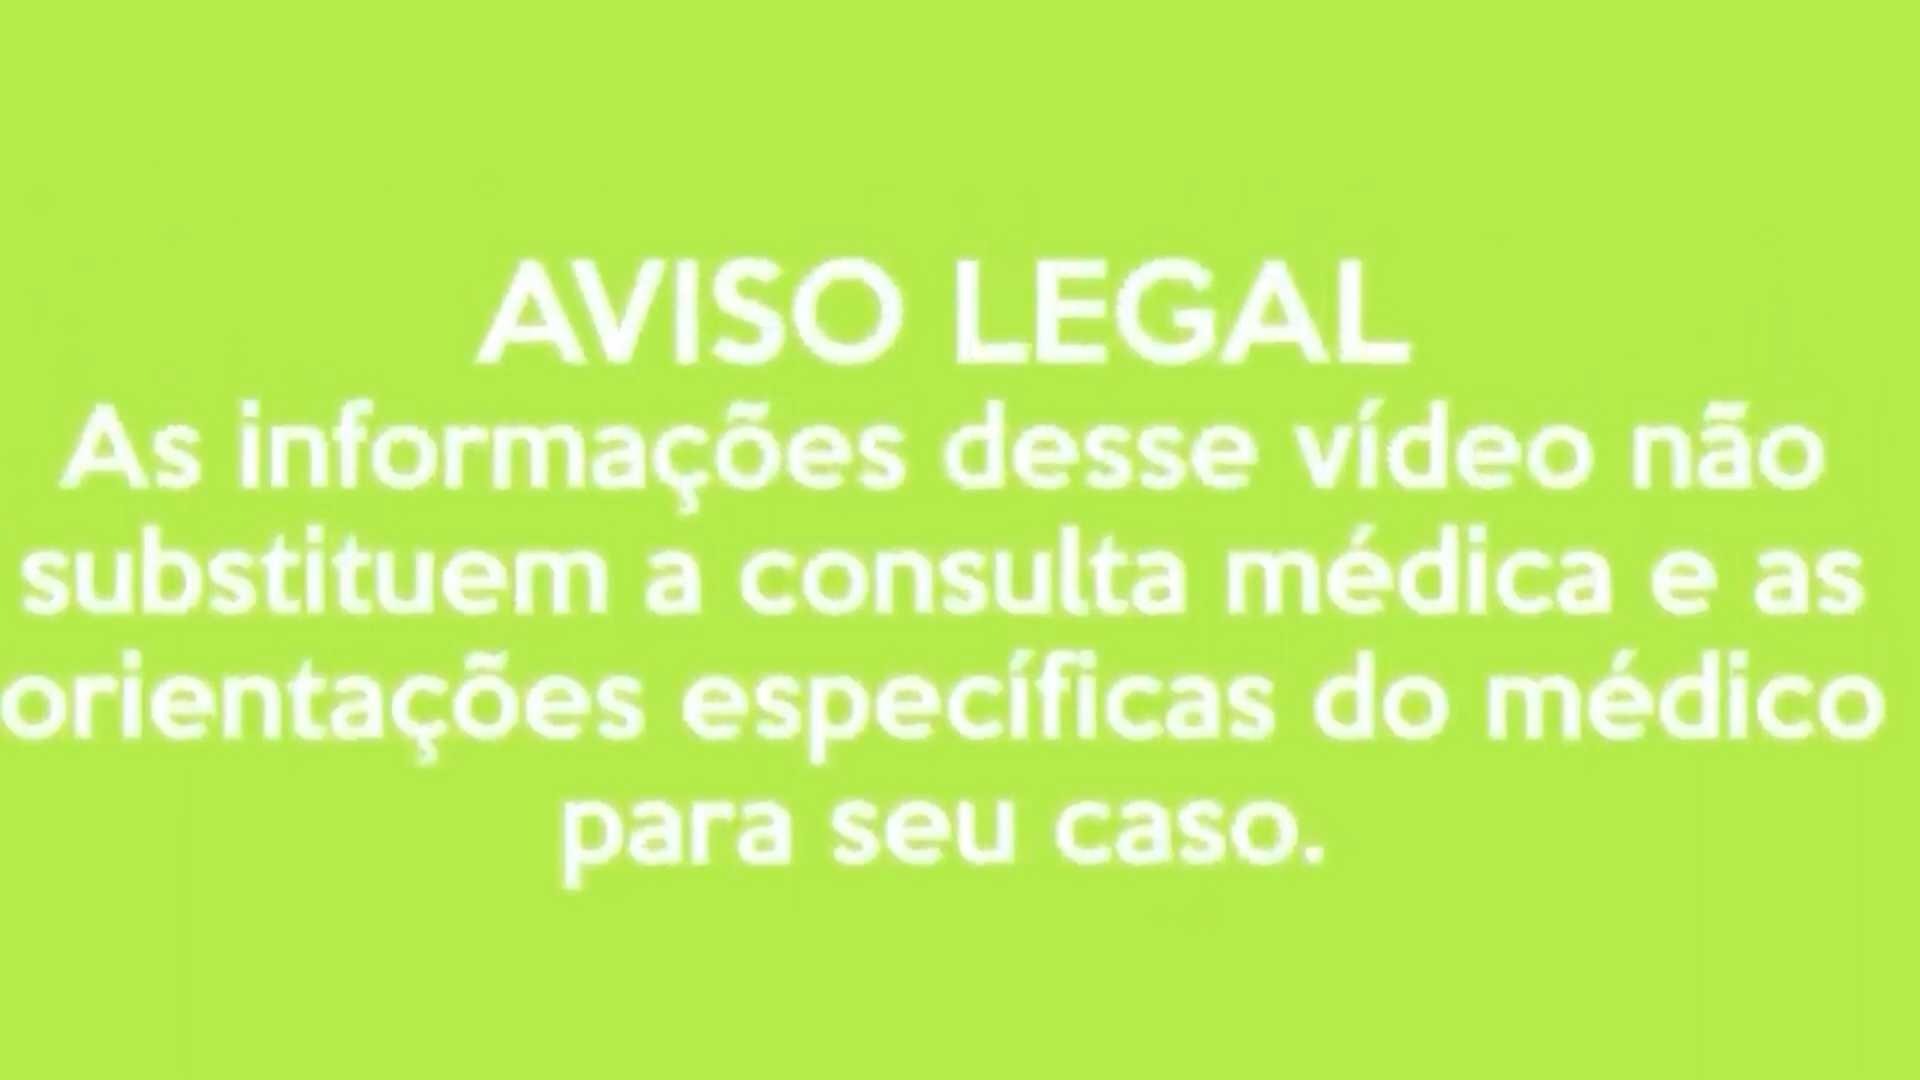 AVISO LEGAL
As informações desse vídeo não
substituem a consulta médica e as
orientações específicas do médico
para seu caso.